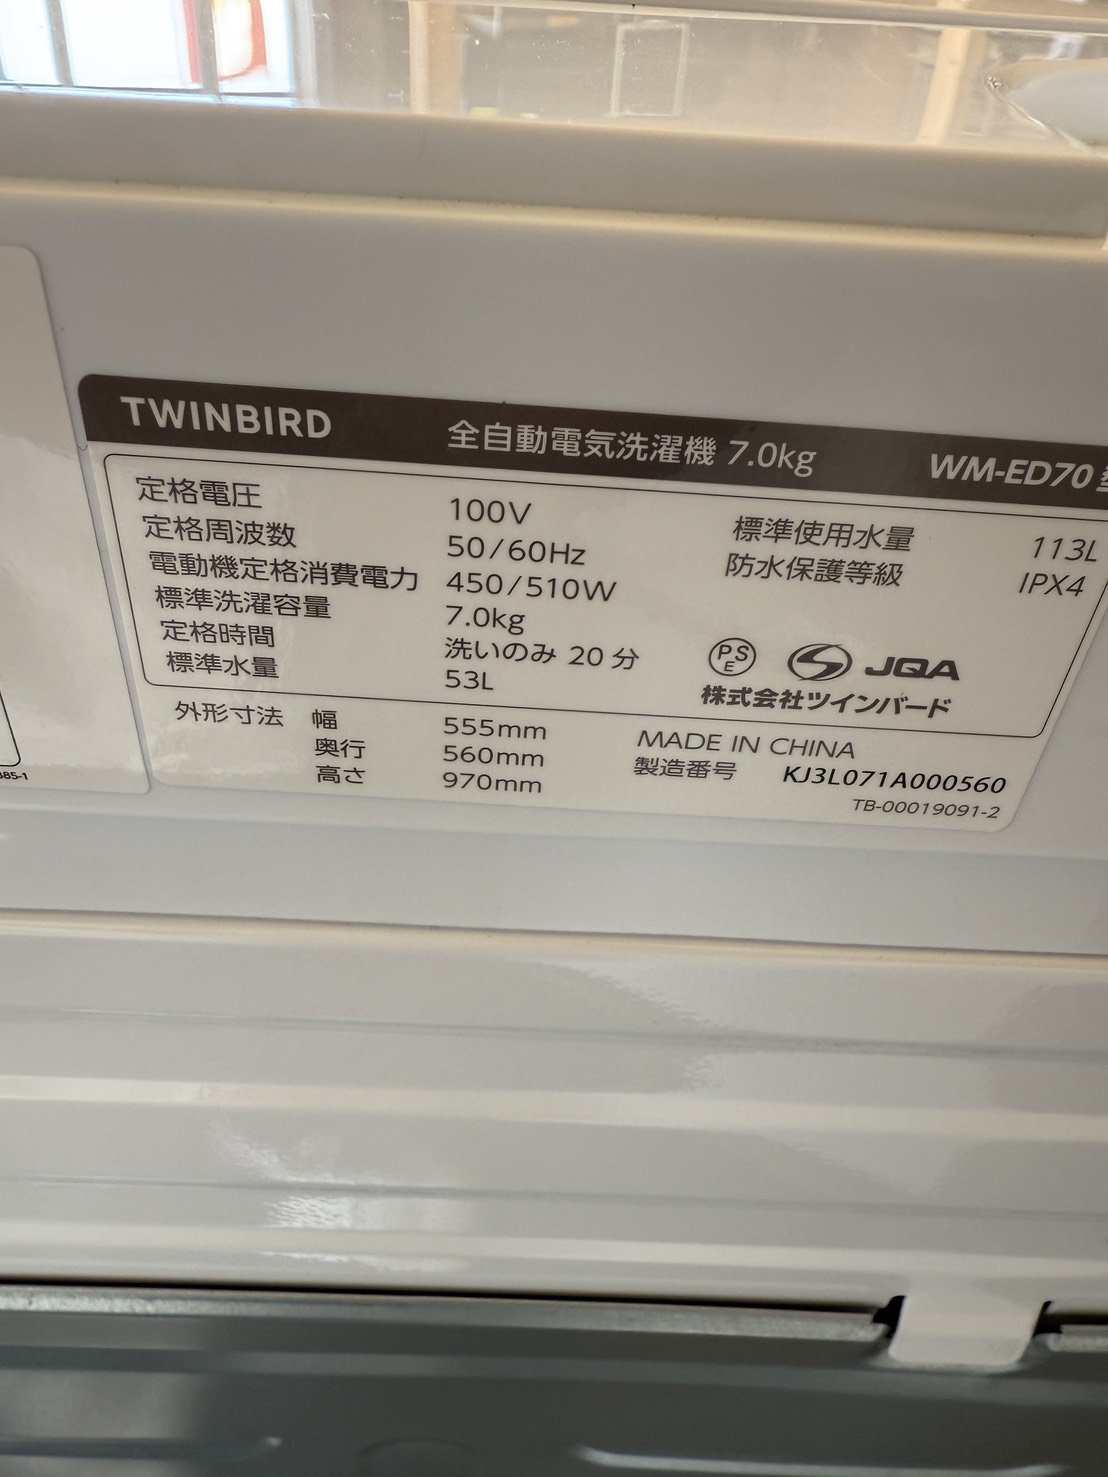 TWINBIRD 全自動電気洗濯機 7.0kg WM-ED70
定格電圧 100V
定格周波数 50/60Hz
電動機定格消費電力 450/510W
標準洗濯容量 7.0kg
定格時間 洗いのみ 20分
標準水量 53L
標準使用水量 113L
防水保護等級 IPX4
PSE JQA
株式会社ツインバード
外形寸法 幅 555mm
奥行 560mm
高さ 970mm
MADE IN CHINA
製造番号 KJ3L071A000560
TB-00019091-2